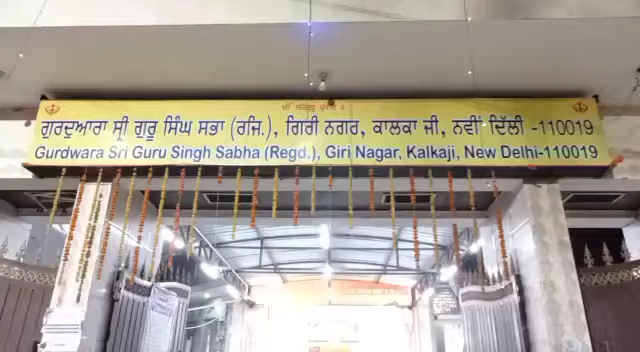 ਗੁਰਦੁਆਰਾ ਸ੍ਰੀ ਗੁਰੂ ਸਿੰਘ ਸਭਾ (ਰਜਿ.), ਗਿਰੀ ਨਗਰ, ਕਾਲਕਾ ਜੀ, ਨਵੀਂ ਦਿੱਲੀ -110019
Gurdwara Sri Guru Singh Sabha (Regd.), Giri Nagar, Kalkaji, New Delhi-110019